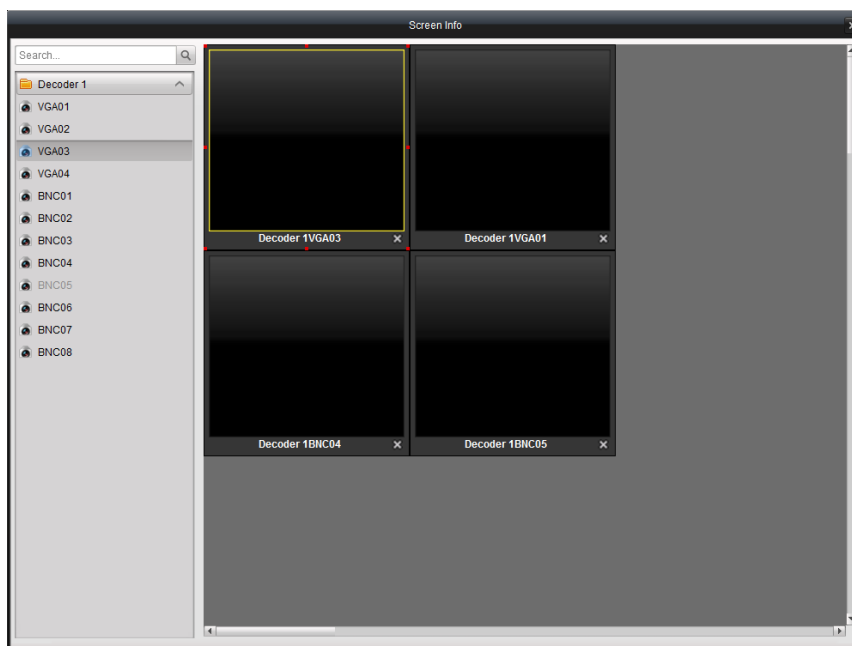 Screen Info
Search...
Decoder 1
VGA01
VGA02
VGA03
VGA04
BNC01
BNC02
BNC03
BNC04
BNC05
BNC06
BNC07
BNC08
Decoder 1VGA03
Decoder 1VGA01
Decoder 1BNC04
Decoder 1BNC05